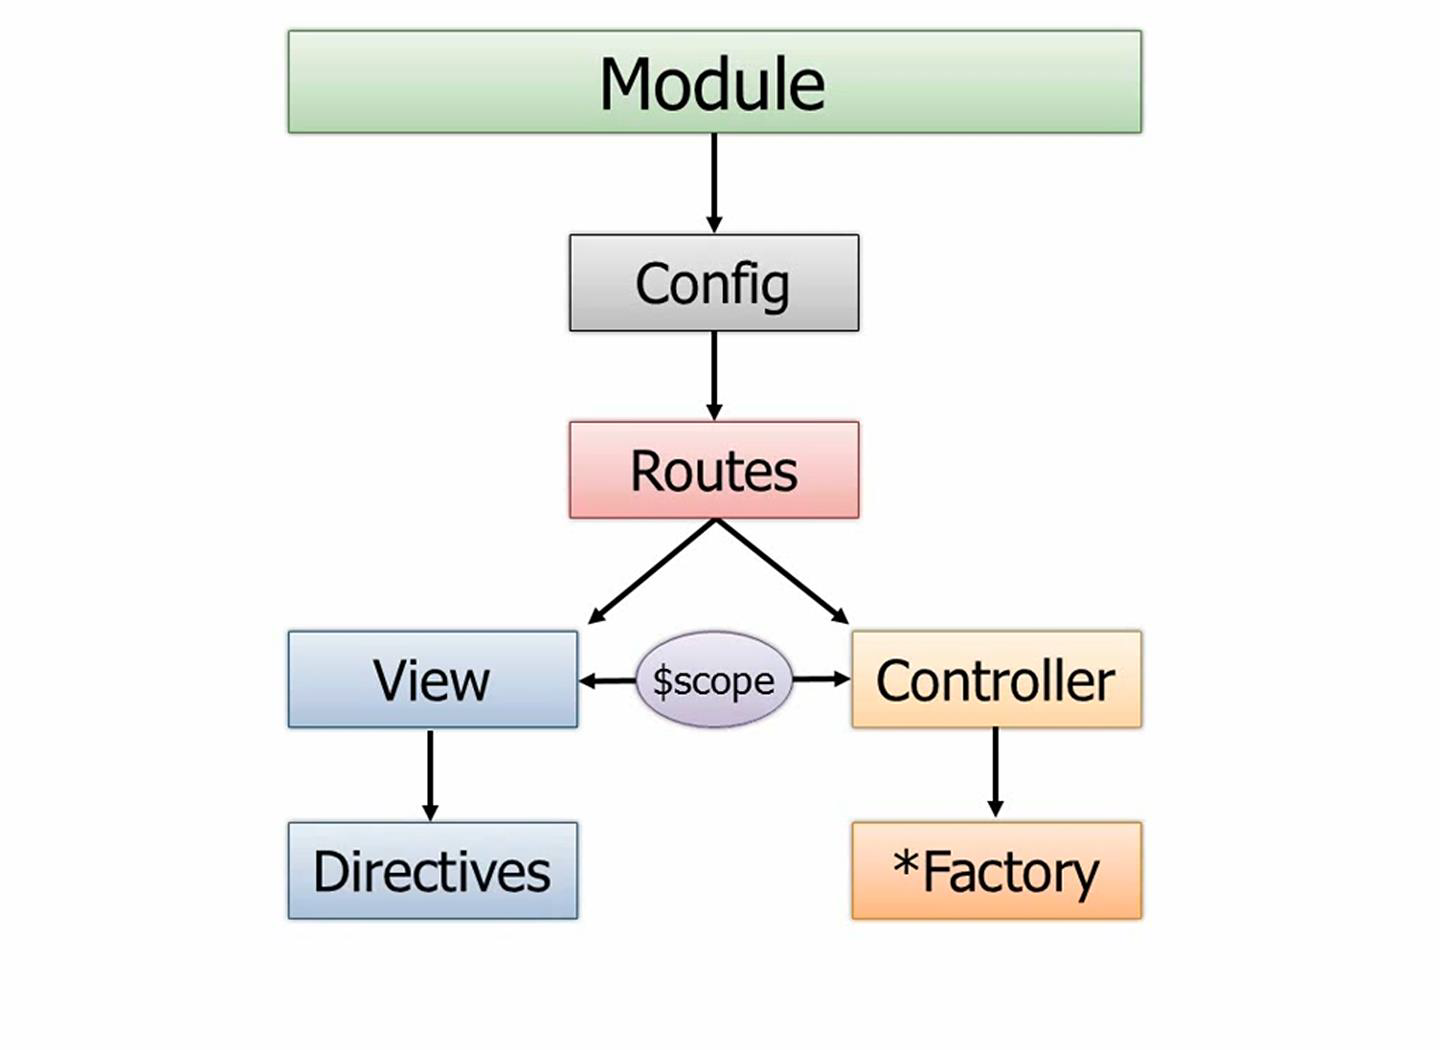 Module
Config
Routes
View
$scope
Controller
Directives
*Factory